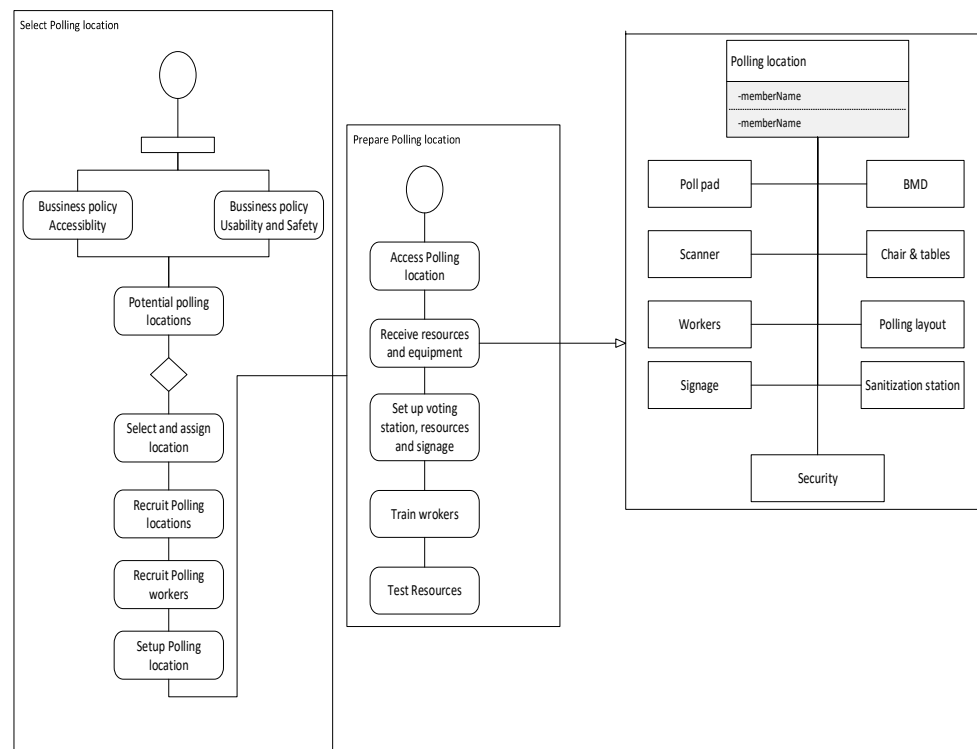 Select Polling location
Bussiness policy
Accessiblity
Bussiness policy
Usability and Safety
Potential polling
locations
Select and assign
location
Recruit Polling
locations
Recruit Polling
workers
Setup Polling
location
Prepare Polling location
Access Polling
location
Receive resources
and equipment
Set up voting
station, resources
and signage
Train wrokers
Test Resources
Polling location
-memberName
-memberName
Poll pad
BMD
Scanner
Chair & tables
Workers
Polling layout
Signage
Sanitization station
Security